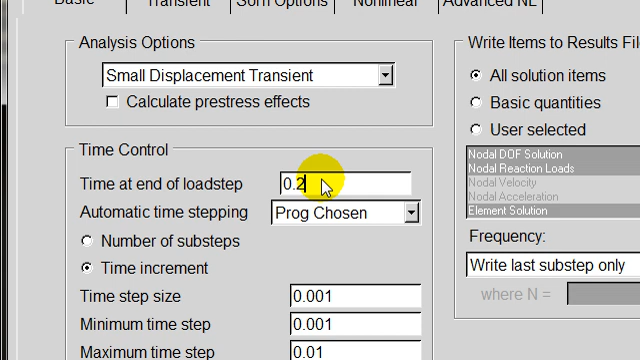 Basic Transient Soln Options Nonlinear Advanced NL
Analysis Options
Small Displacement Transient
Calculate prestress effects
Time Control
Time at end of loadstep 0.2
Automatic time stepping Prog Chosen
Number of substeps
Time increment
Time step size 0.001
Minimum time step 0.001
Maximum time step 0.01
Write Items to Results File
All solution items
Basic quantities
User selected
Nodal DOF Solution
Nodal Reaction Loads
Nodal Velocity
Nodal Acceleration
Element Solution
Frequency:
Write last substep only
where N =